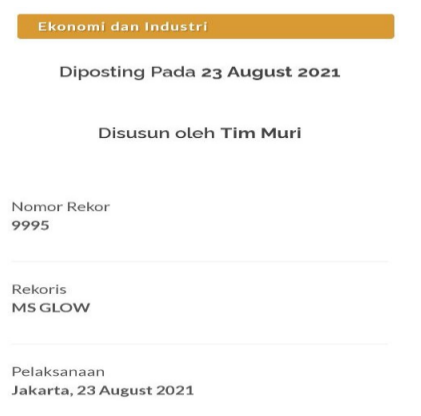 Ekonomi dan Industri
Diposting Pada 23 August 2021
Disusun oleh Tim Muri
Nomor Rekor
9995
Rekoris
MS GLOW
Pelaksanaan
Jakarta, 23 August 2021